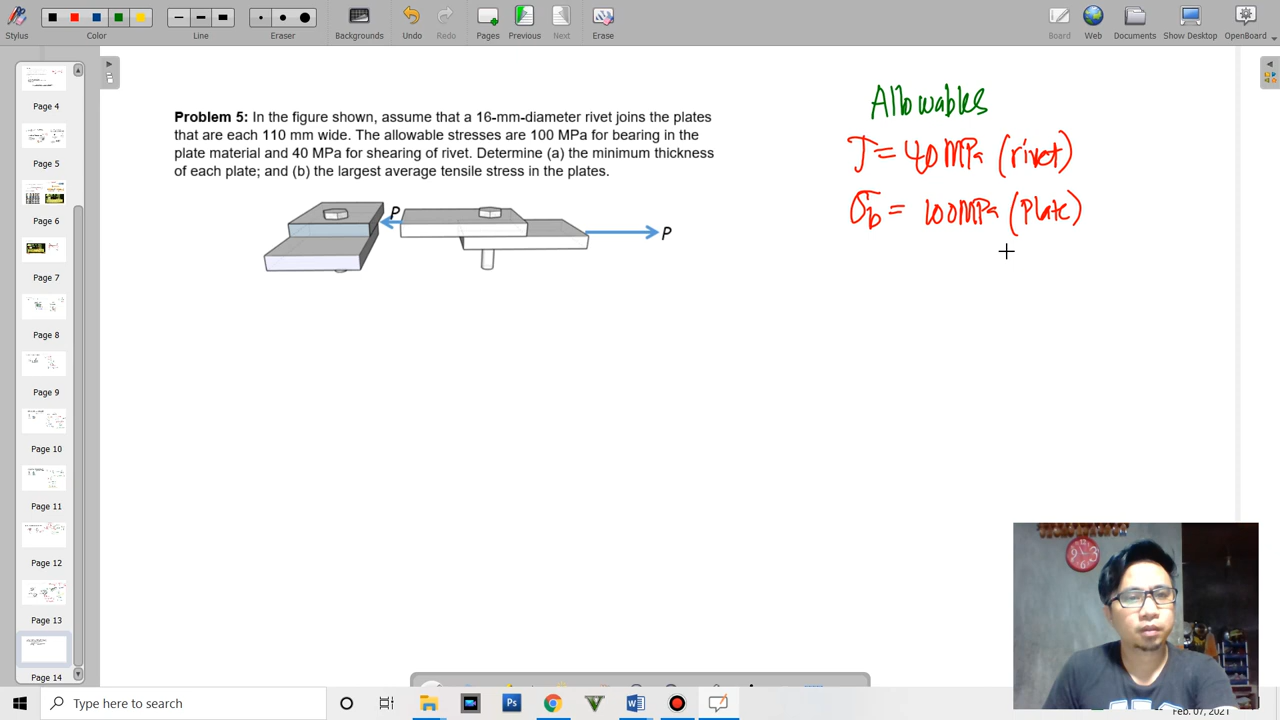 Stylus
Color
Line
Eraser
Backgrounds
Undo
Redo
Pages
Previous
Next
Erase
Board
Web
Documents
Show Desktop
OpenBoard
Page 4
Page 5
Page 6
Page 7
Page 8
Page 9
Page 10
Page 11
Page 12
Page 13
Page 14
Problem 5: In the figure shown, assume that a 16-mm-diameter rivet joins the plates
that are each 110 mm wide. The allowable stresses are 100 MPa for bearing in the
plate material and 40 MPa for shearing of rivet. Determine (a) the minimum thickness
of each plate; and (b) the largest average tensile stress in the plates.
P
P
Allowables
τ = 40 MPa (rivet)
σb = 100 MPa (Plate)
Type here to search
Ps
Feb. 07, 2021